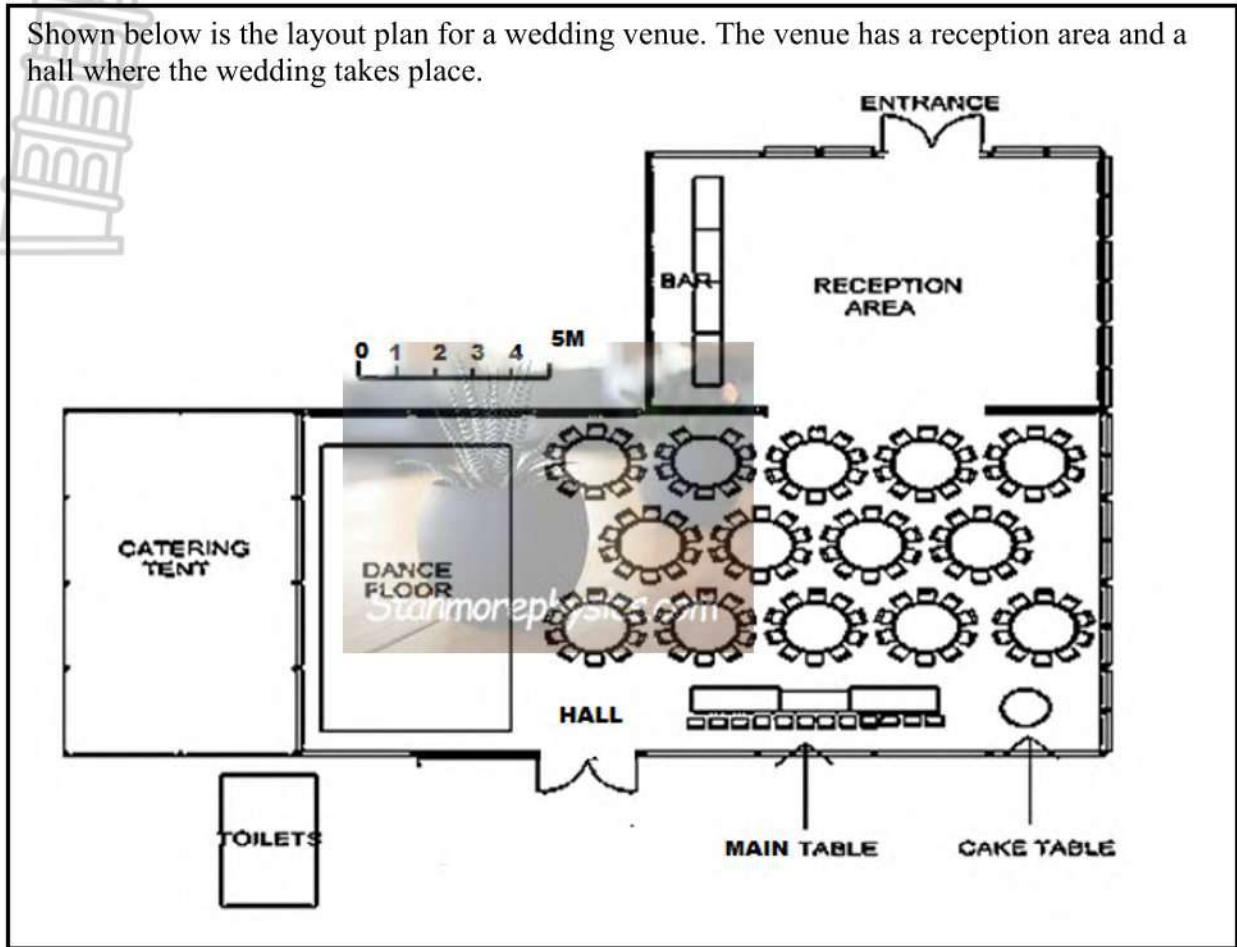 Shown below is the layout plan for a wedding venue. The venue has a reception area and a
hall where the wedding takes place.
ENTRANCE
BAR
RECEPTION
AREA
0 1 2 3 4 5M
CATERING
TENT
DANCE
FLOOR
Stanmorephysics.com
HALL
TOILETS
MAIN TABLE
CAKE TABLE